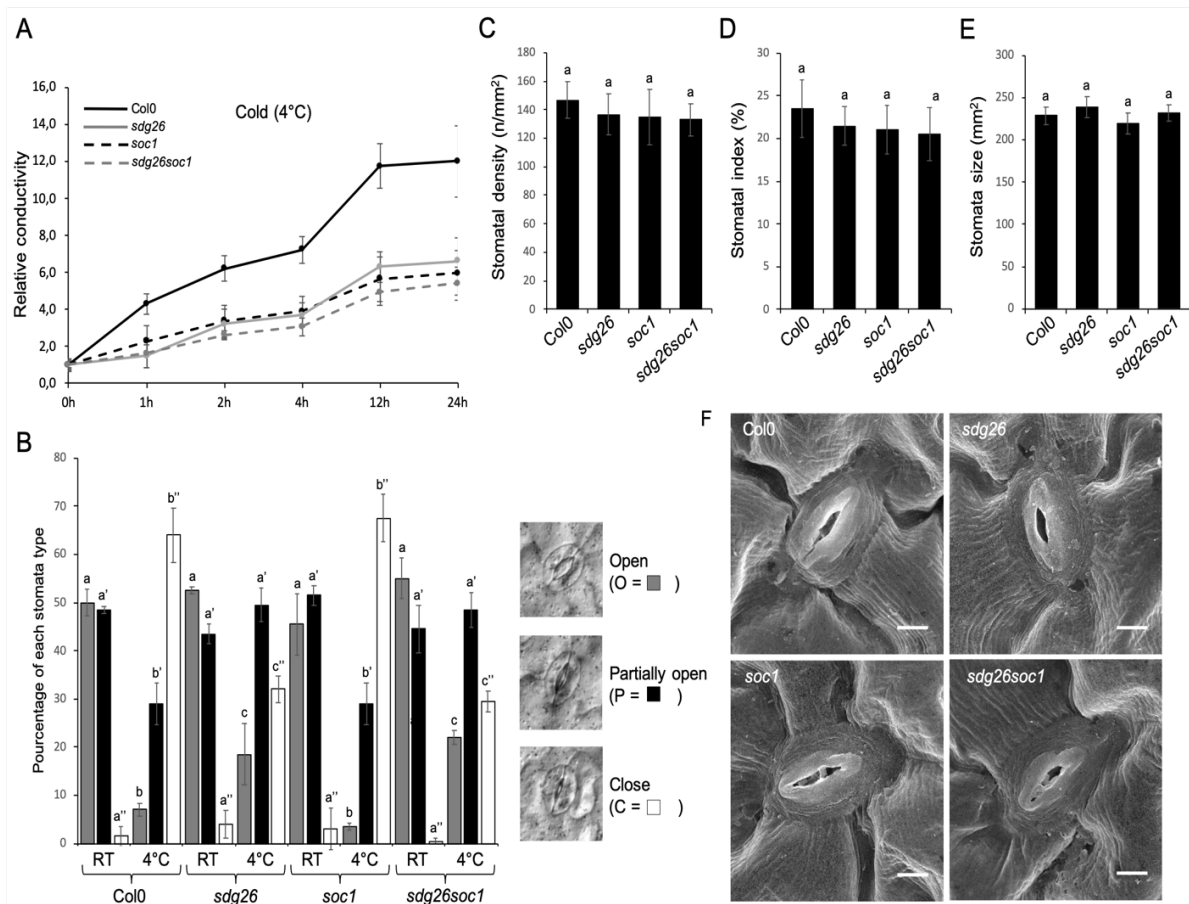 A
16,0
14,0
12,0
10,0
8,0
6,0
4,0
2,0
0,0
Relative conductivity
Cold (4°C)
Col0
sdg26
soc1
sdg26soc1
0h 1h 2h 4h 12h 24h
C
180
160
140
120
100
80
60
40
20
0
Stomatal density (n/mm²)
a a a a
Col0 sdg26 soc1 sdg26soc1
D
30
25
20
15
10
5
0
Stomatal index (%)
a a a a
Col0 sdg26 soc1 sdg26soc1
E
300
250
200
150
100
50
0
Stomata size (mm²)
a a a a
Col0 sdg26 soc1 sdg26soc1
B
80
70
60
50
40
30
20
10
0
Pourcentage of each stomata type
a a' a'' b b' b'' a a' a'' c a' c'' a a' a'' b b' b'' a a' a'' c a' c''
RT 4°C RT 4°C RT 4°C RT 4°C
Col0 sdg26 soc1 sdg26soc1
Open
(O = )
Partially open
(P = )
Close
(C = )
F
Col0
sdg26
soc1
sdg26soc1